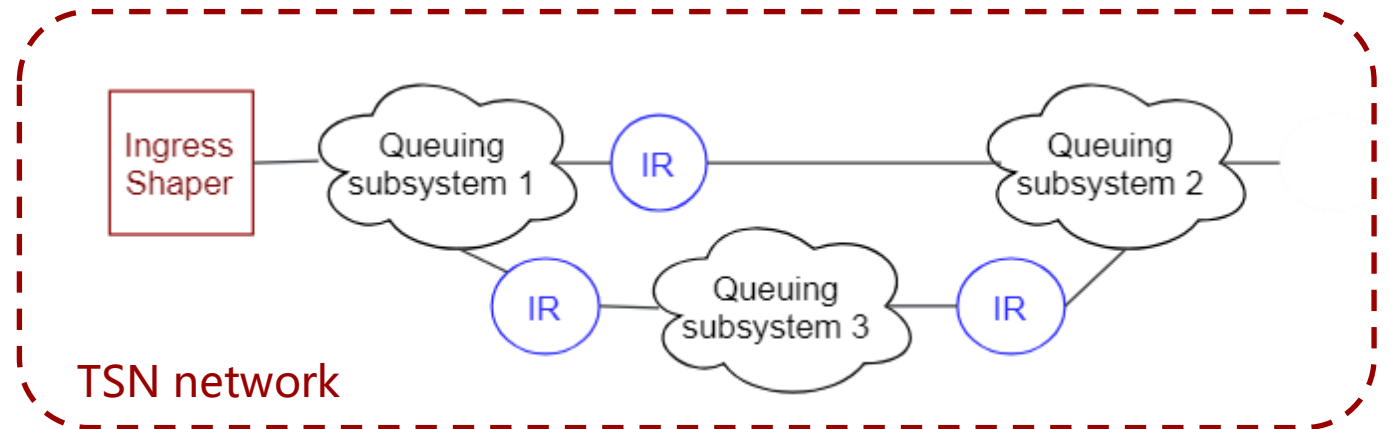 Ingress
Shaper
Queuing
subsystem 1
IR
Queuing
subsystem 2
IR
Queuing
subsystem 3
IR
TSN network